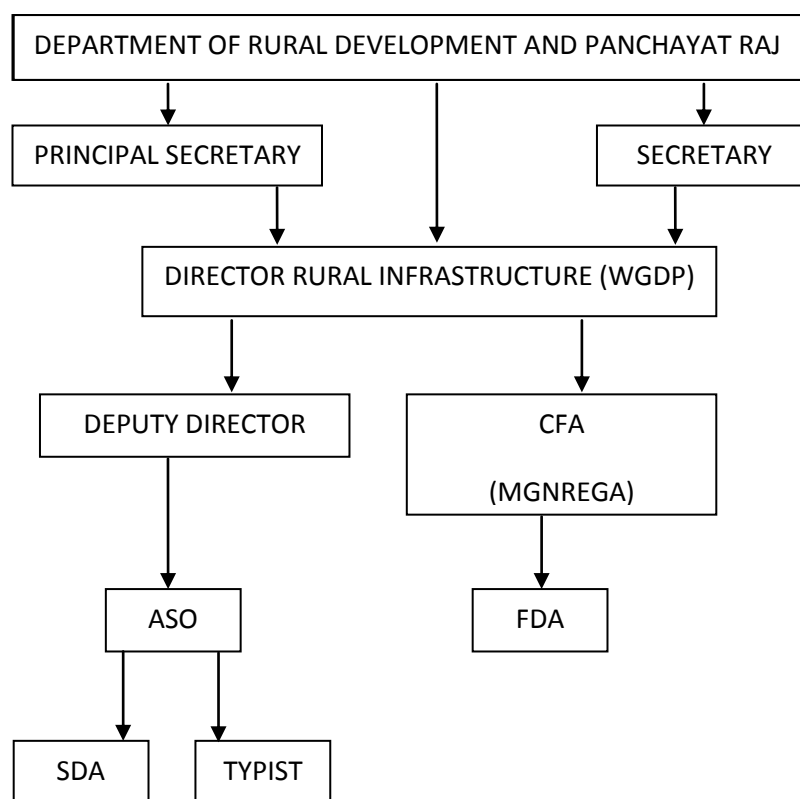 DEPARTMENT OF RURAL DEVELOPMENT AND PANCHAYAT RAJ
PRINCIPAL SECRETARY
SECRETARY
DIRECTOR RURAL INFRASTRUCTURE (WGDP)
DEPUTY DIRECTOR
CFA
(MGNREGA)
ASO
FDA
SDA
TYPIST